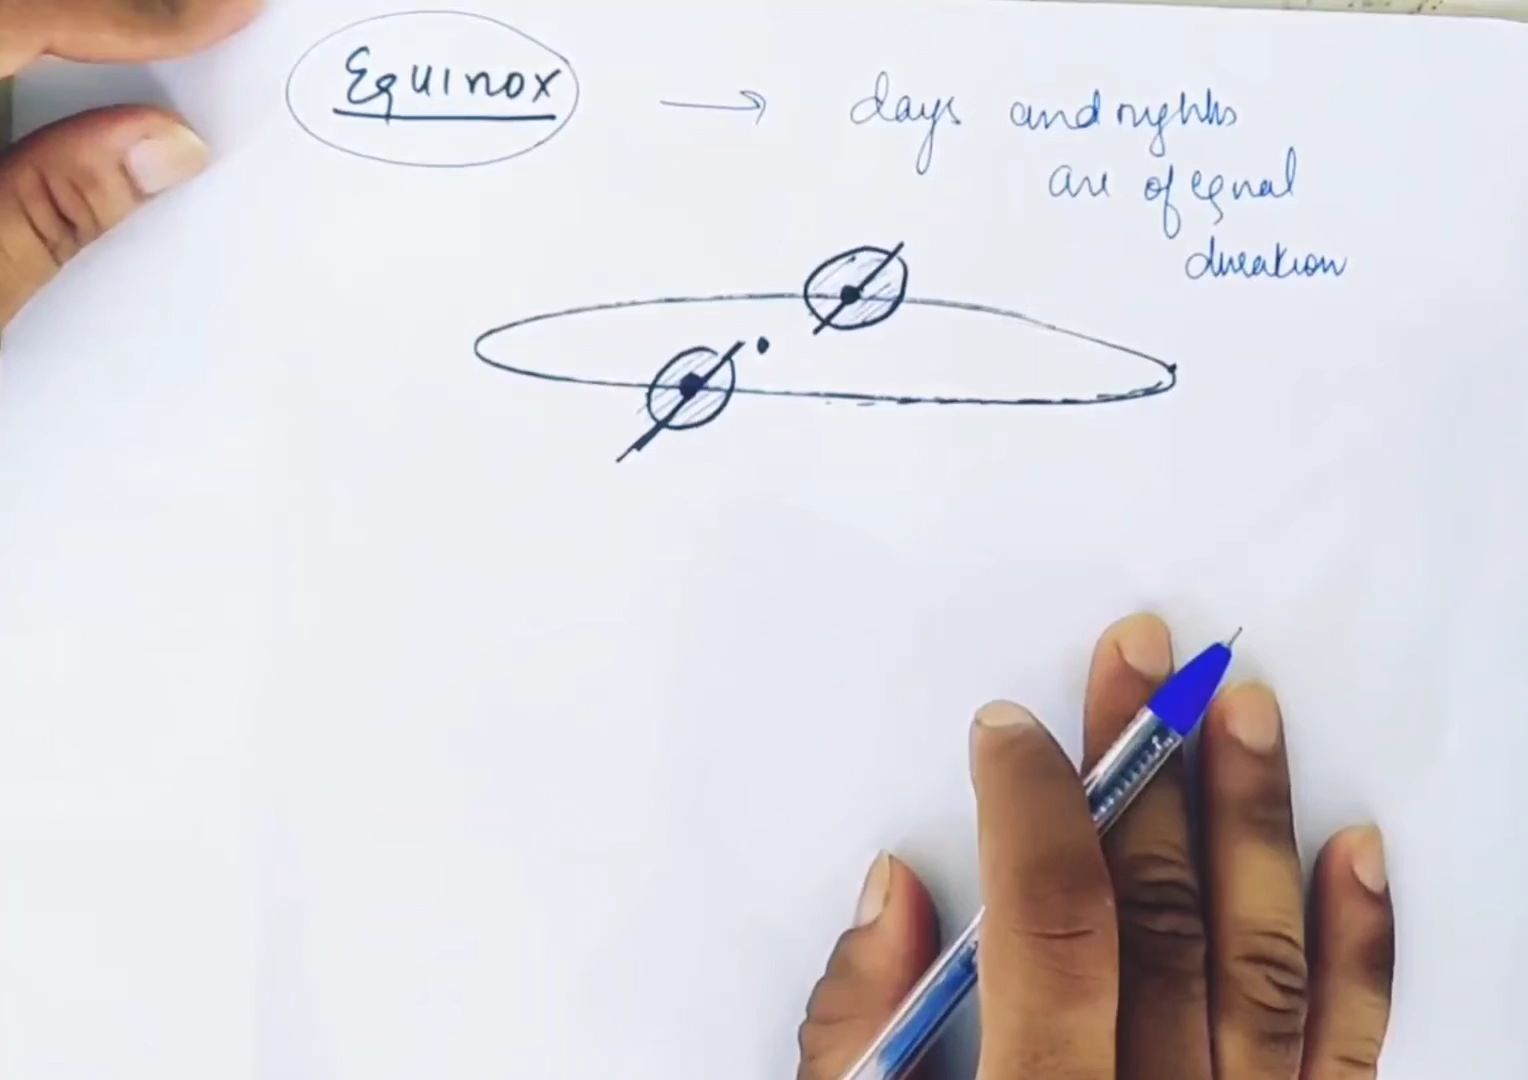 Equinox → days and nights
are of equal
duration